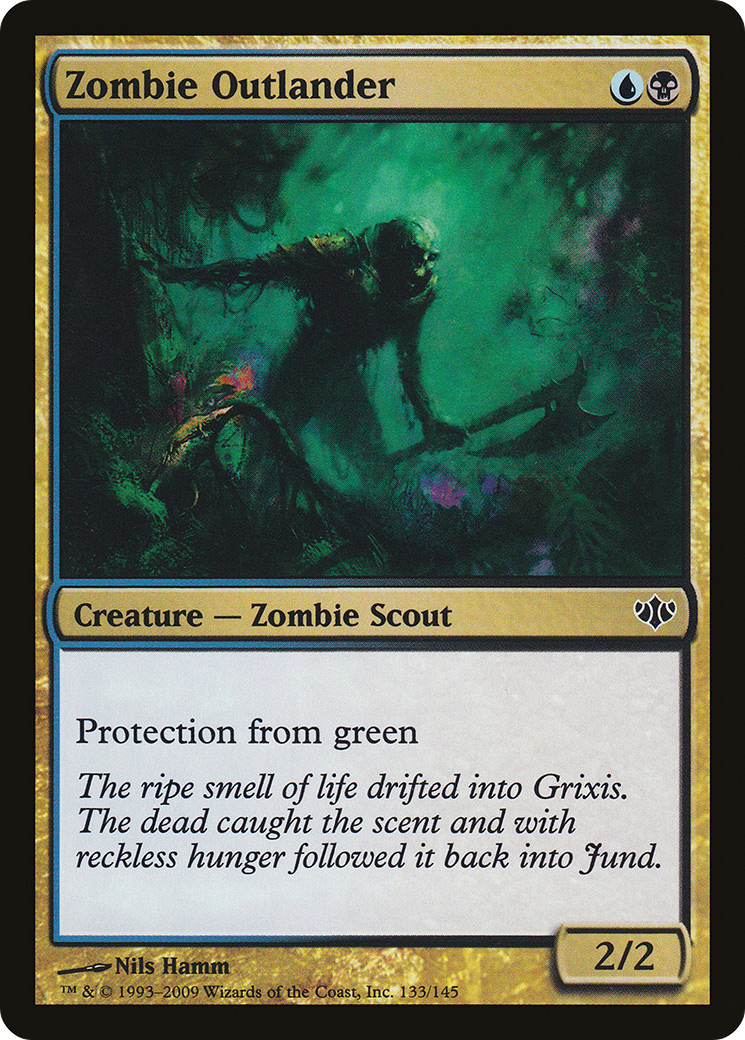 Zombie Outlander
Creature — Zombie Scout
Protection from green
The ripe smell of life drifted into Grixis.
The dead caught the scent and with
reckless hunger followed it back into Jund.
2/2
Nils Hamm
™ & © 1993–2009 Wizards of the Coast, Inc. 133/145